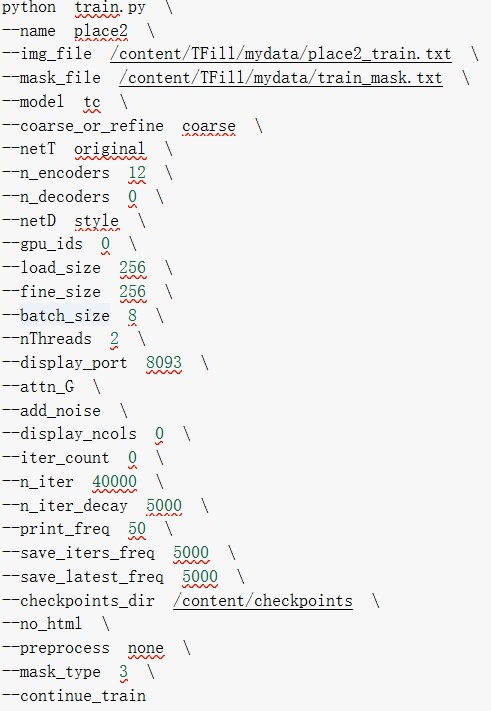 python train.py \
--name place2 \
--img_file /content/TFill/mydata/place2_train.txt \
--mask_file /content/TFill/mydata/train_mask.txt \
--model tc \
--coarse_or_refine coarse \
--netT original \
--n_encoders 12 \
--n_decoders 0 \
--netD style \
--gpu_ids 0 \
--load_size 256 \
--fine_size 256 \
--batch_size 8 \
--nThreads 2 \
--display_port 8093 \
--attn_G \
--add_noise \
--display_ncols 0 \
--iter_count 0 \
--n_iter 40000 \
--n_iter_decay 5000 \
--print_freq 50 \
--save_iters_freq 5000 \
--save_latest_freq 5000 \
--checkpoints_dir /content/checkpoints \
--no_html \
--preprocess none \
--mask_type 3 \
--continue_train